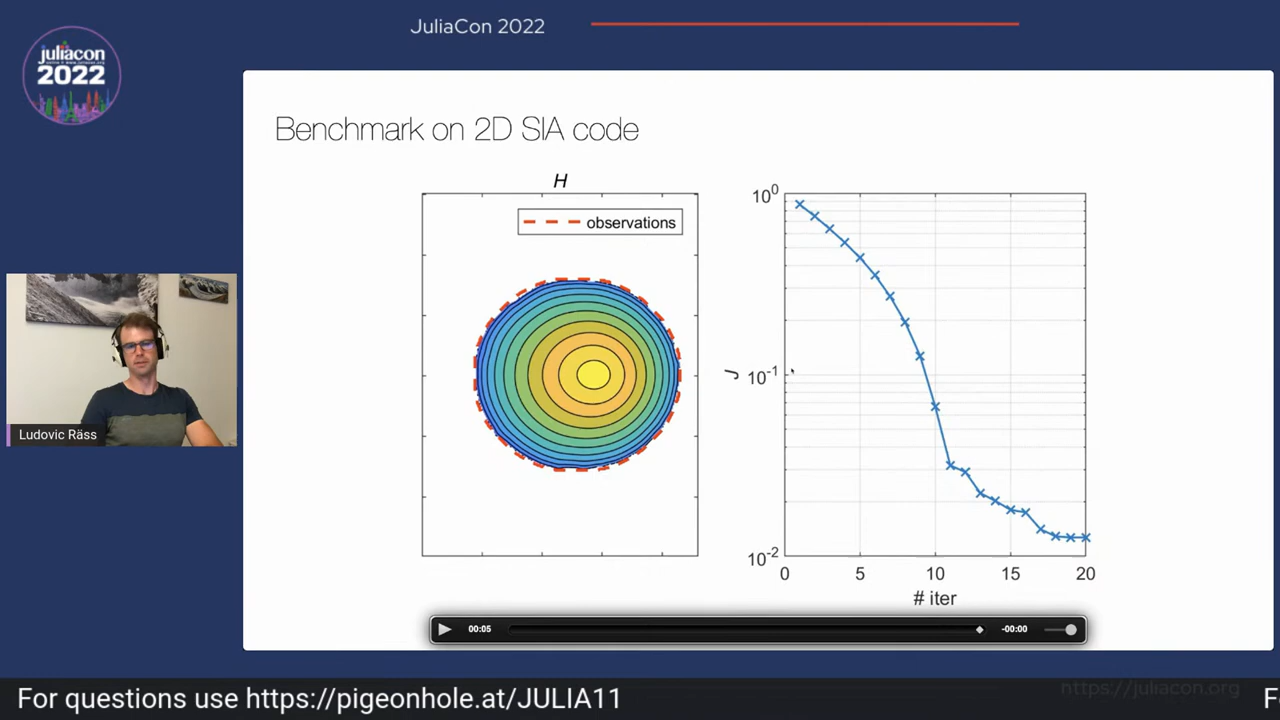 JuliaCon 2022
juliacon
2022
Benchmark on 2D SIA code
H
observations
J
10^0
10^-1
10^-2
0 5 10 15 20
# iter
00:05 -00:00
Ludovic Räss
https://juliacon.org
For questions use https://pigeonhole.at/JULIA11
F